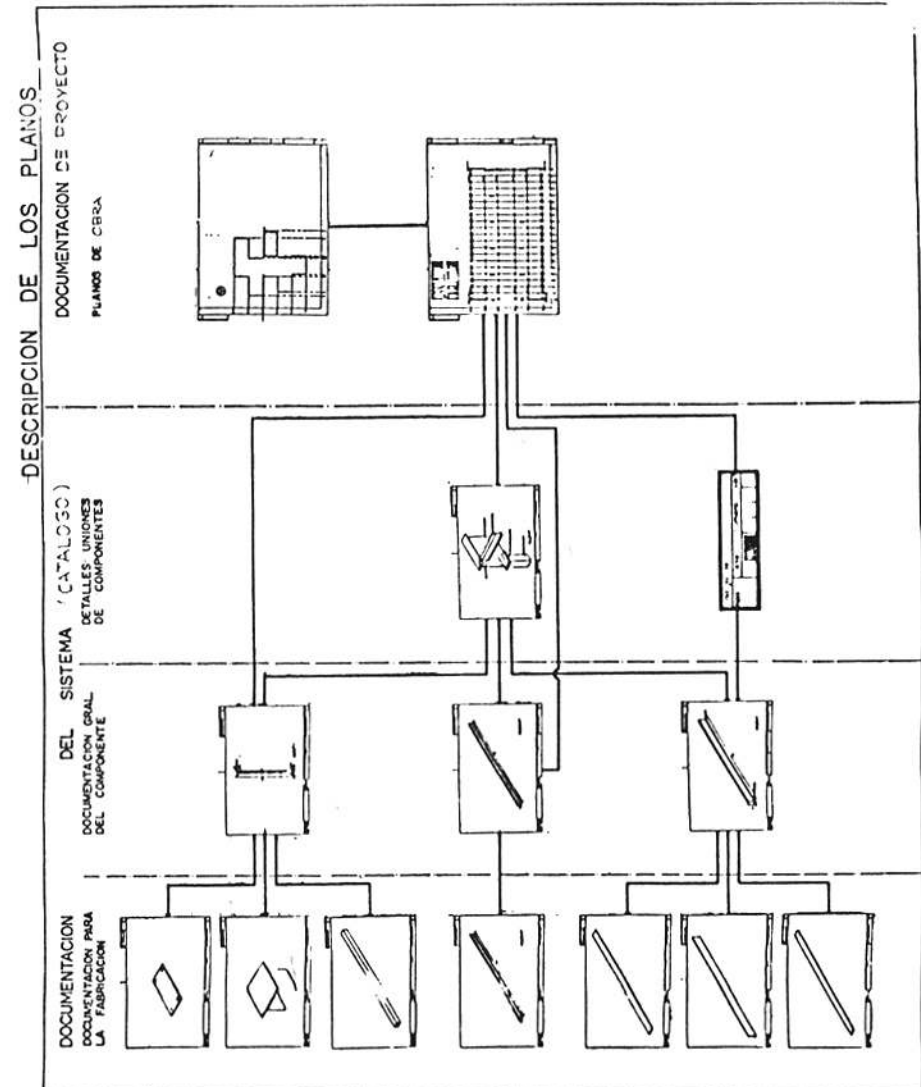 DESCRIPCION DE LOS PLANOS
DOCUMENTACION DEL SISTEMA (CATALOGO)
DOCUMENTACION DE PROYECTO
DOCUMENTACION PARA
LA FABRICACION
DOCUMENTACION GRAL.
DEL COMPONENTE
DETALLES UNIONES
DE COMPONENTES
PLANOS DE OBRA